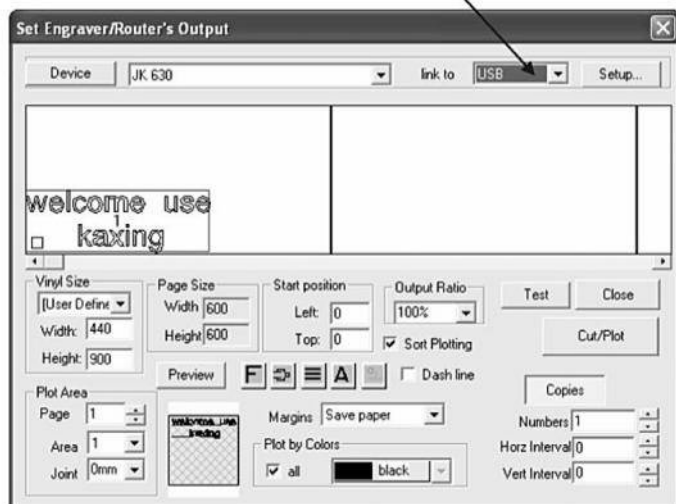 Set Engraver/Router's Output
Device JK 630 link to USB Setup...
welcome use
1
kaxing
Vinyl Size
[User Define
Width: 440
Height: 900
Page Size
Width 600
Height 600
Start position
Left: 0
Top: 0
Output Ratio
100%
Sort Plotting
Test Close
Cut/Plot
Preview F A Dash line
Plot Area
Page 1
Area 1
Joint 0mm
welcome use
kaxing
Margins Save paper
Plot by Colors
all black
Copies
Numbers 1
Horz Interval 0
Vert Interval 0